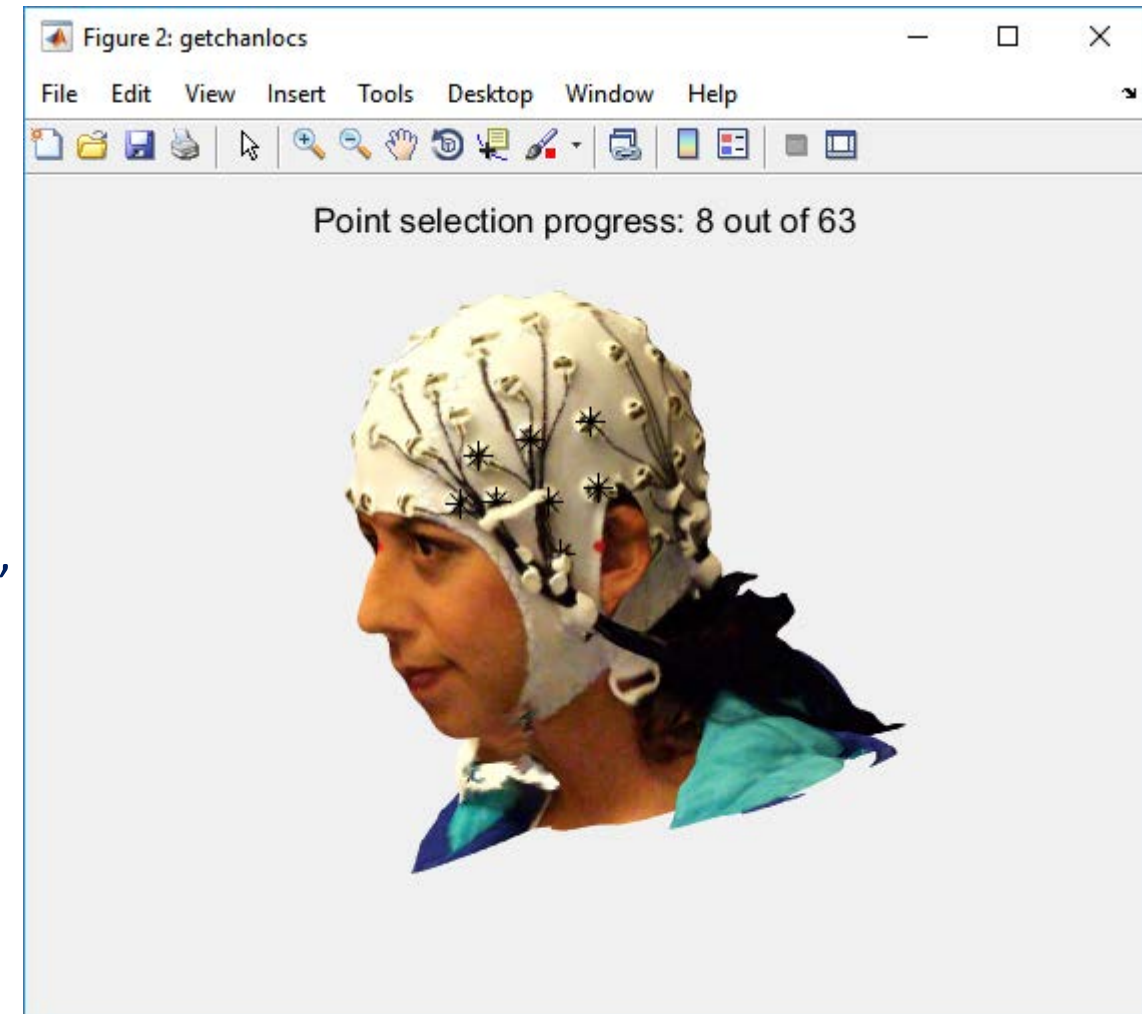 Figure 2: getchanlocs
File Edit View Insert Tools Desktop Window Help
Point selection progress: 8 out of 63
,